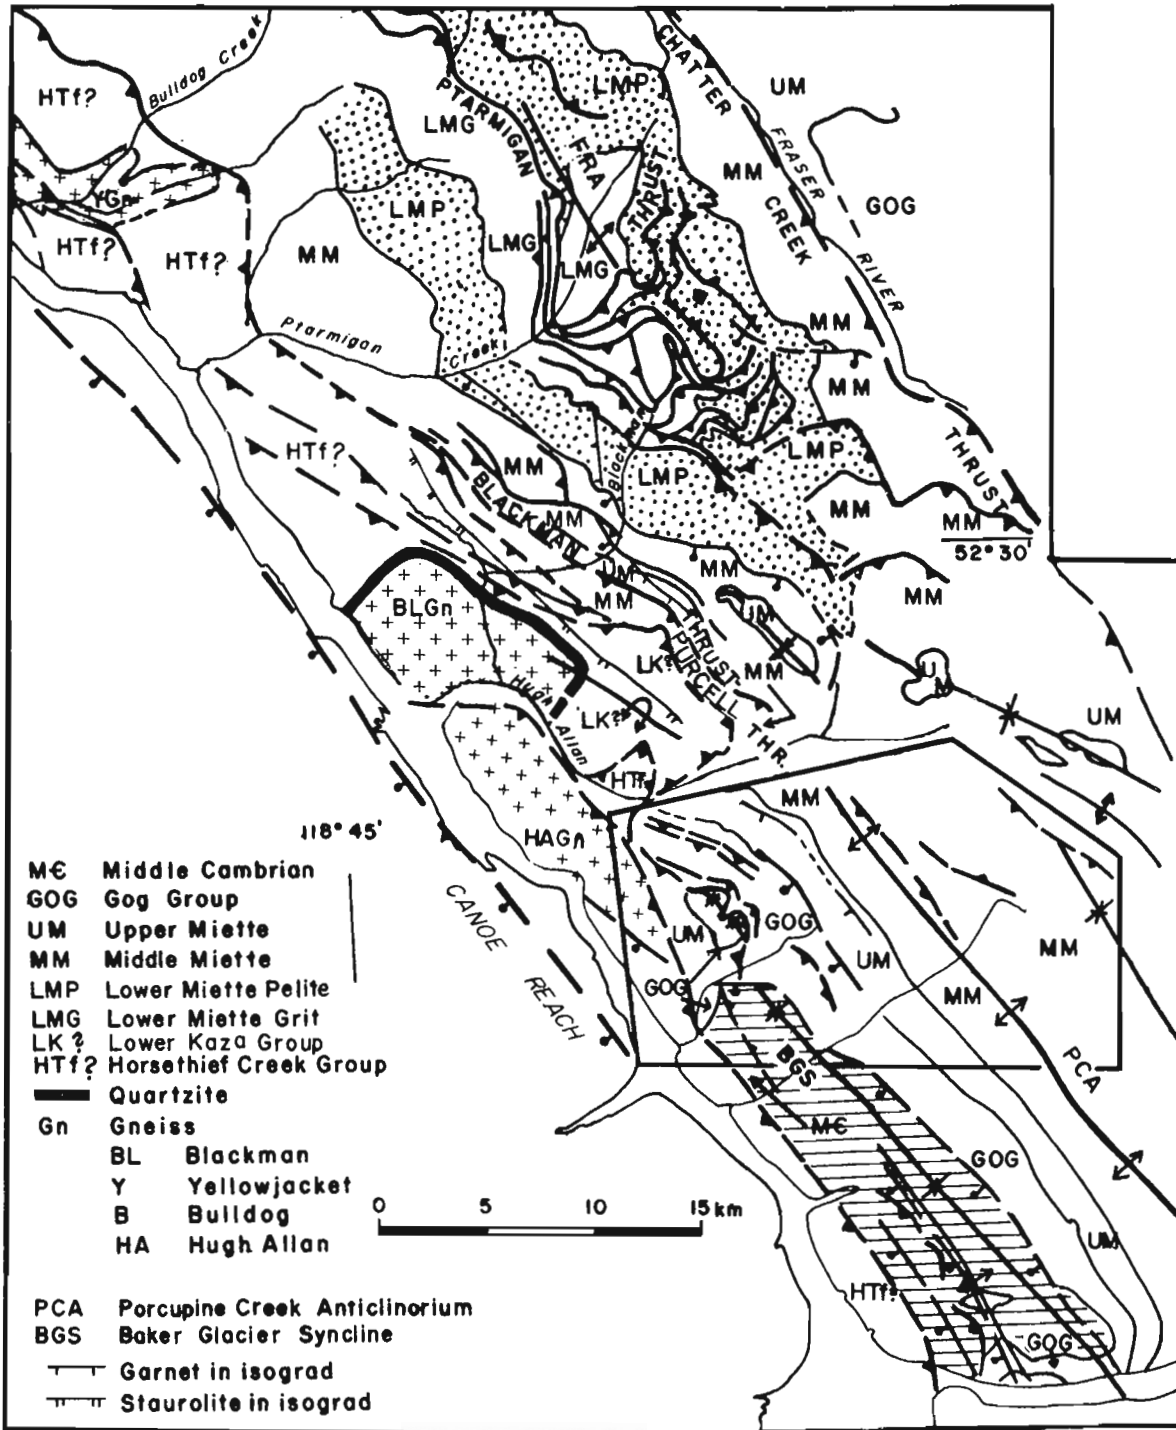 CHATTER
UM
HTf?
Bulldog Creek
LMP
LMG
PTARMIGAN
FRA
FRASER
MM
THRUST
YGn
LMP
CREEK
GOG
HTf?
HTf?
MM
LMG
LMG
RIVER
Ptarmigan
Creek
MM
MM
HTf?
MM
Blackman
LMP
LMP
THRUST
BLACKMAN
MM
MM
MM
52° 30'
UM
MM
MM
MM
BLGn
UM
THRUST
LK?
PURCELL
MM
UM
Hugh
Allan
LK?
THR.
UM
HTf
MM
118° 45'
HAGn
MЄ Middle Cambrian
GOG Gog Group
UM Upper Miette
MM Middle Miette
LMP Lower Miette Pelite
LMG Lower Miette Grit
LK? Lower Kaza Group
HTf? Horsethief Creek Group
Quartzite
Gn Gneiss
BL Blackman
Y Yellowjacket
B Bulldog
HA Hugh Allan
CANOE
REACH
UM
GOG
UM
MM
GOG
MM
BGS
PCA
MЄ
GOG
0 5 10 15 km
UM
HTf?
GOG
PCA Porcupine Creek Anticlinorium
BGS Baker Glacier Syncline
Garnet in isograd
Staurolite in isograd